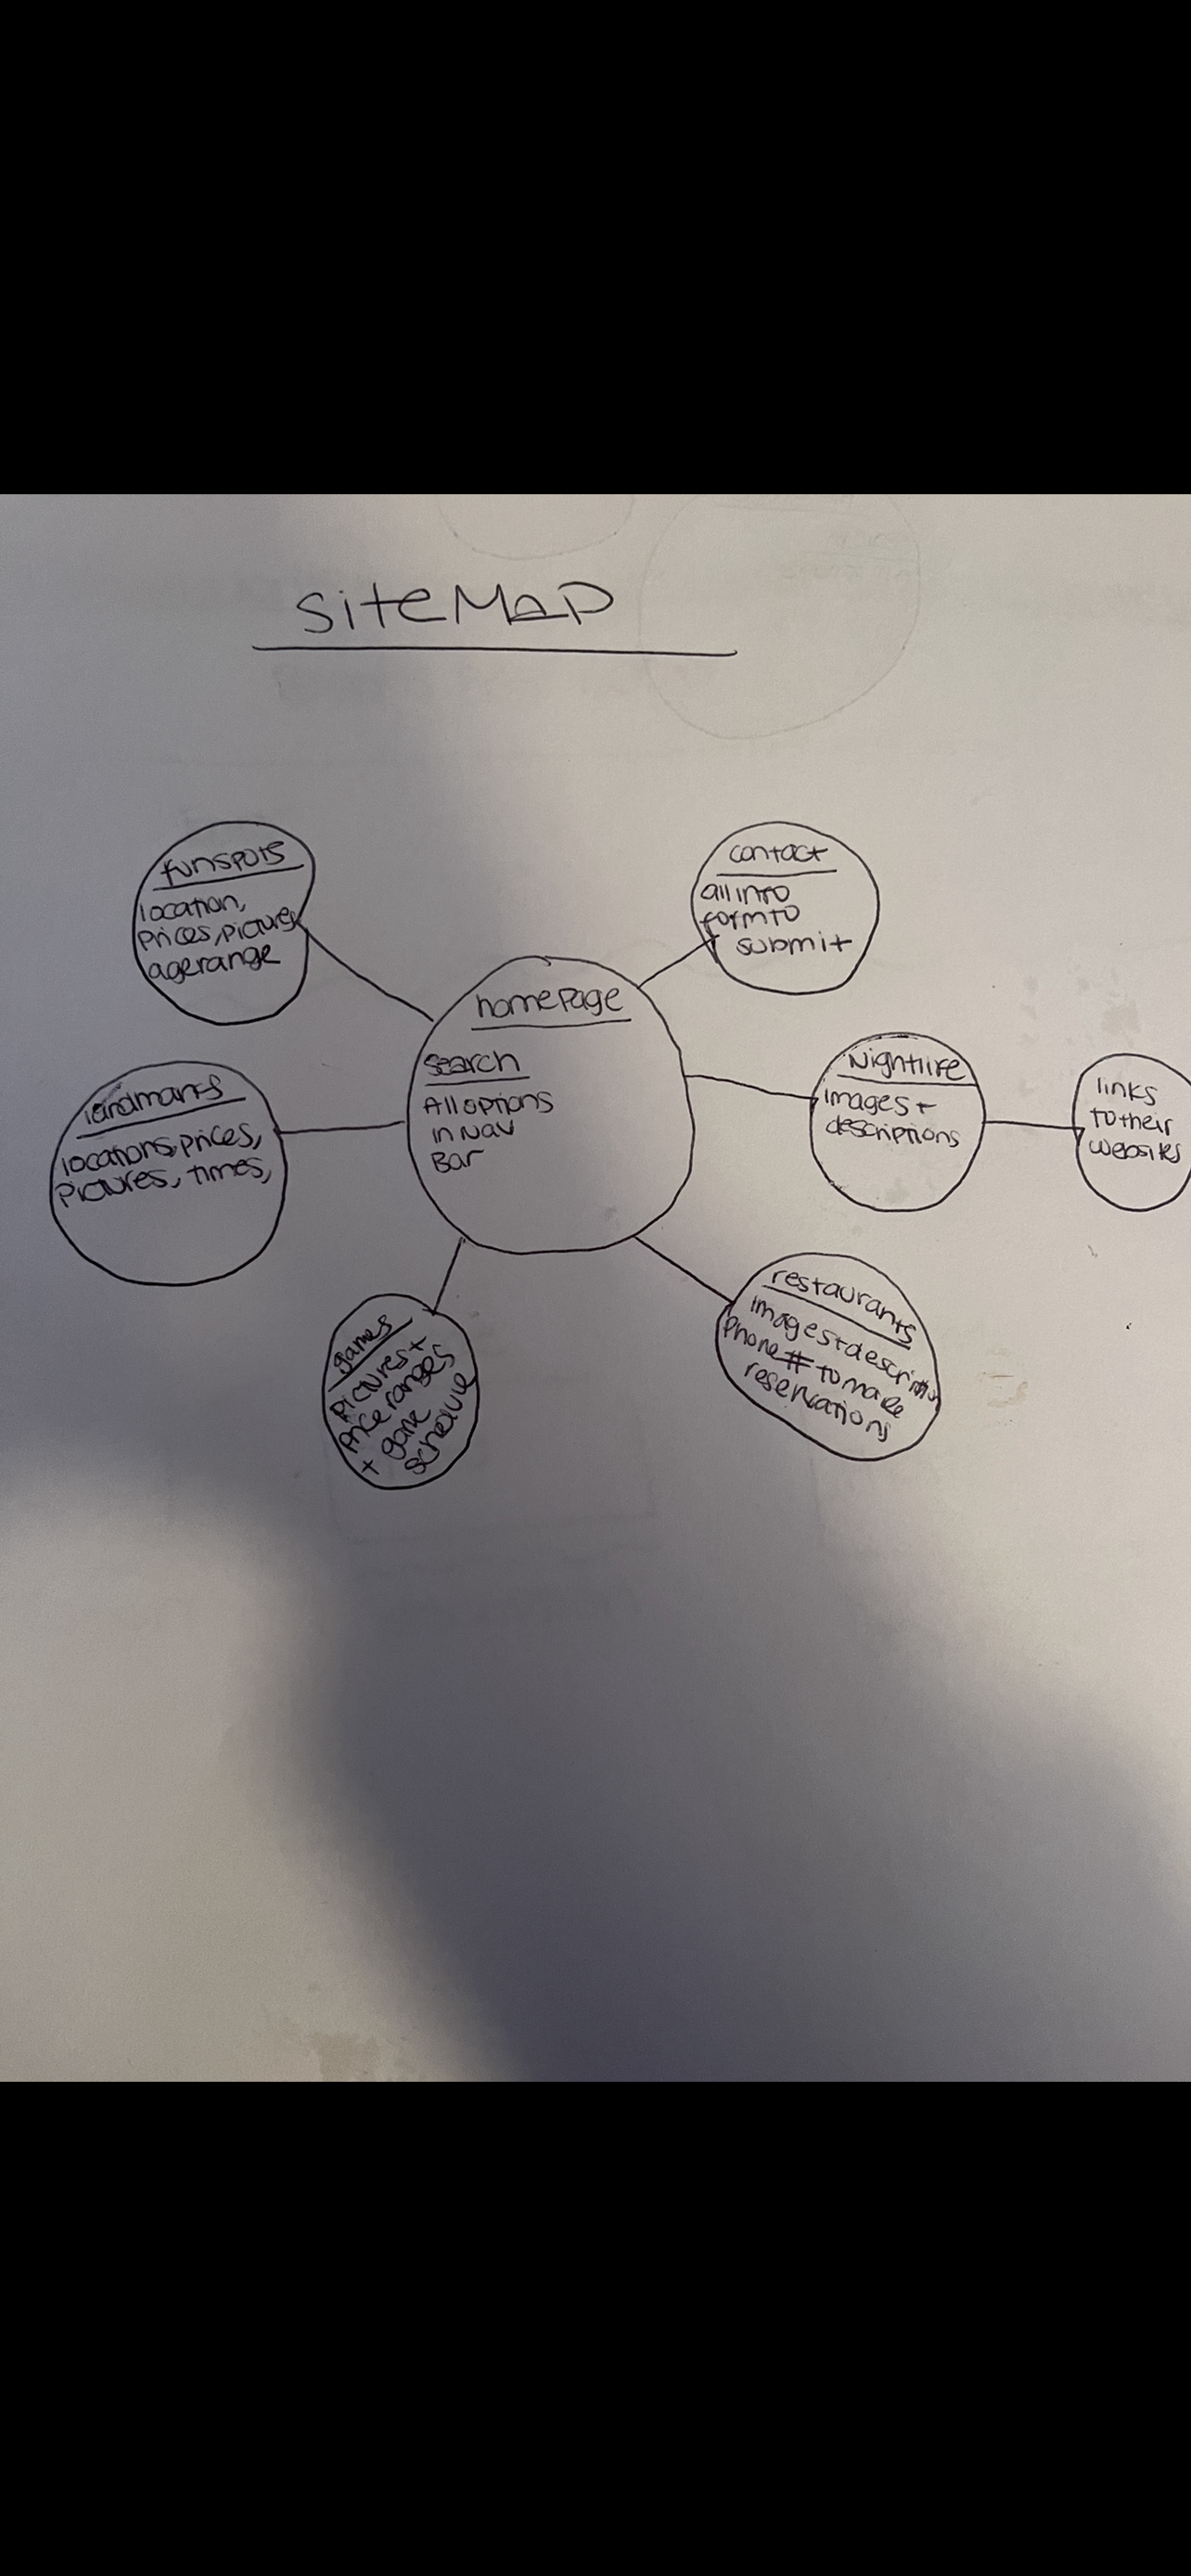 siteMap
funspots
location,
Prices, pictures
age range
contact
all info
form to
submit
homepage
search
All options
in Nav
Bar
landmarks
locations, prices,
pictures, times,
Nightlife
images +
descriptions
links
to their
websites
games
pictures +
price ranges
+ game
schedule
restaurants
images + description
Phone # to make
reservations